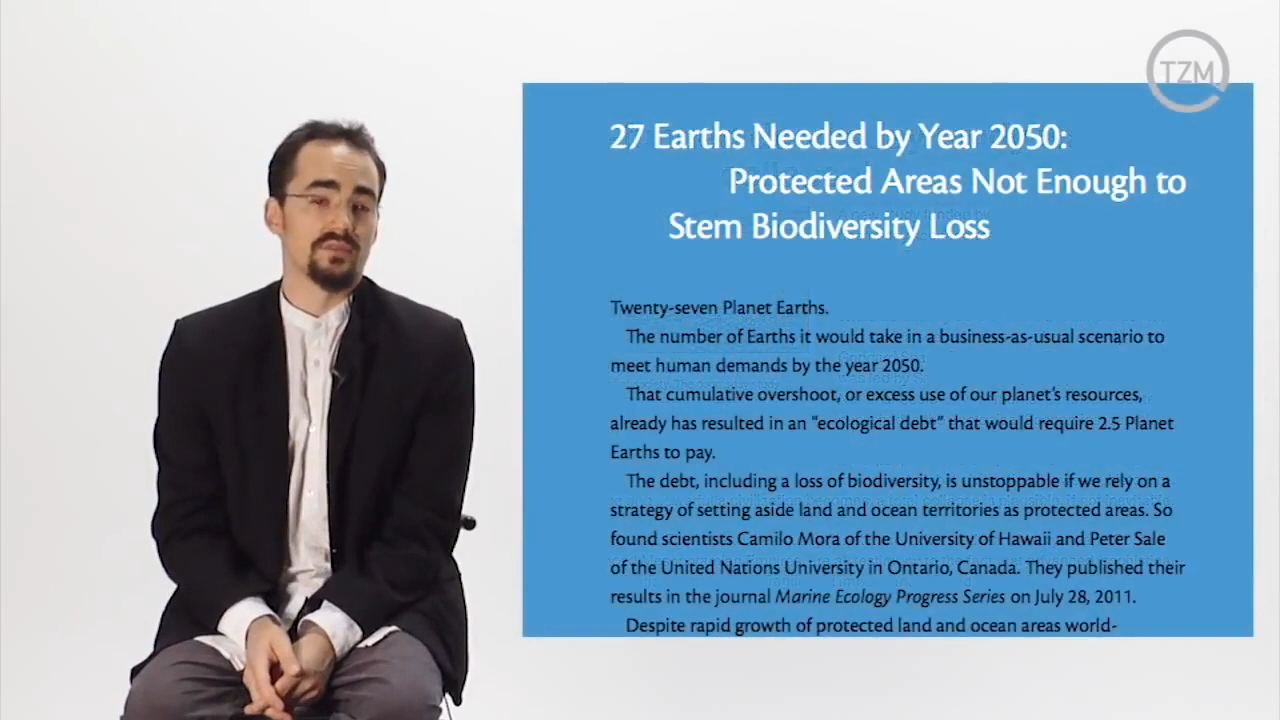 TZM
27 Earths Needed by Year 2050:
Protected Areas Not Enough to
Stem Biodiversity Loss
Twenty-seven Planet Earths.
The number of Earths it would take in a business-as-usual scenario to
meet human demands by the year 2050.
That cumulative overshoot, or excess use of our planet's resources,
already has resulted in an "ecological debt" that would require 2.5 Planet
Earths to pay.
The debt, including a loss of biodiversity, is unstoppable if we rely on a
strategy of setting aside land and ocean territories as protected areas. So
found scientists Camilo Mora of the University of Hawaii and Peter Sale
of the United Nations University in Ontario, Canada. They published their
results in the journal Marine Ecology Progress Series on July 28, 2011.
Despite rapid growth of protected land and ocean areas world-